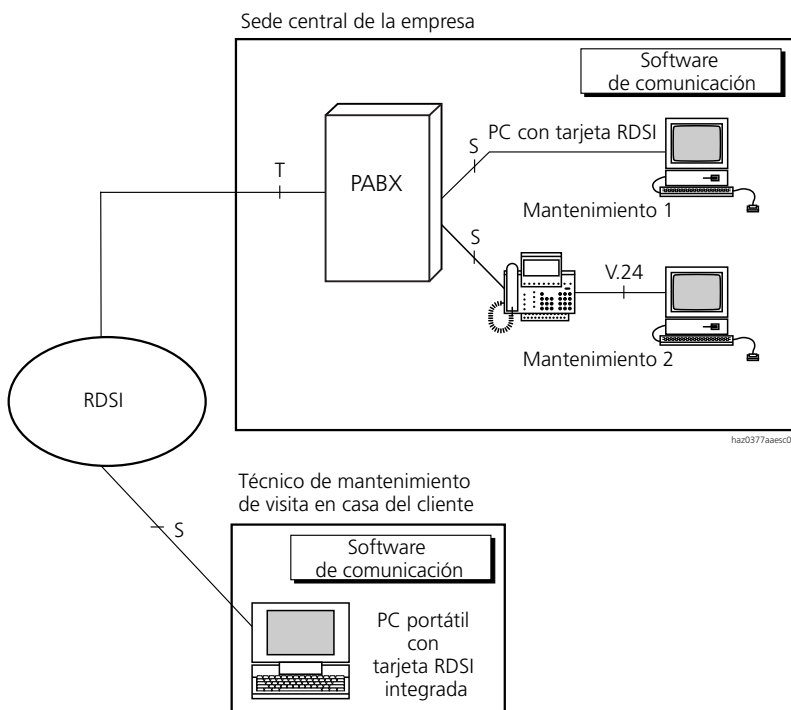 Sede central de la empresa
Software
de comunicación
PC con tarjeta RDSI
S
T
PABX
Mantenimiento 1
S
V.24
Mantenimiento 2
RDSI
haz0377aaesc0
Técnico de mantenimiento
de visita en casa del cliente
S
Software
de comunicación
PC portátil
con
tarjeta RDSI
integrada